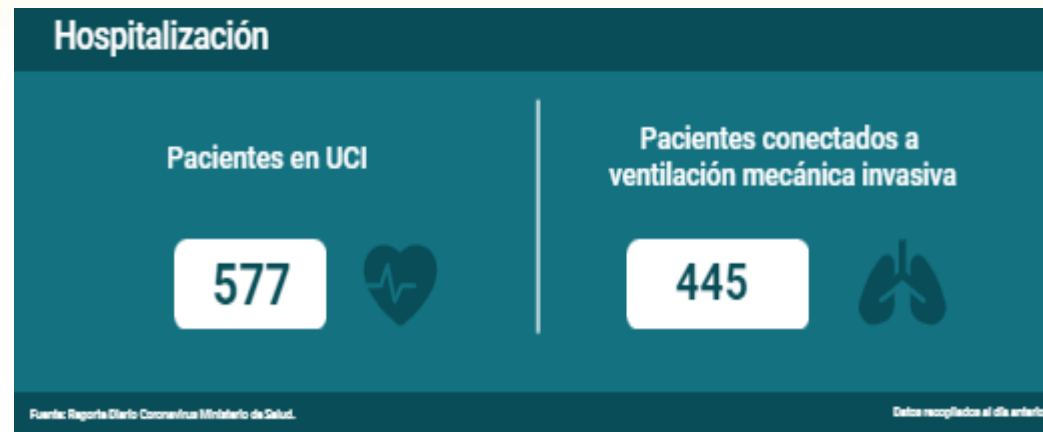 Hospitalización
Pacientes en UCI
577
Pacientes conectados a
ventilación mecánica invasiva
445
Fuente: Reporte Diario Coronavirus Ministerio de Salud.
Datos recopilados al día anterio